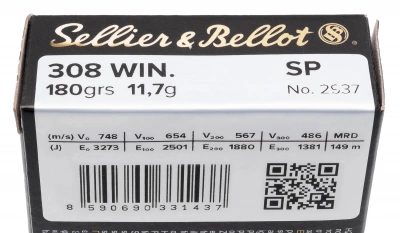 Sellier & Bellot
308 WIN. SP
180grs 11,7g No. 2937
(m/s) V₀ 748 V₁₀₀ 654 V₂₀₀ 567 V₃₀₀ 486 MRD
(J) E₀ 3273 E₁₀₀ 2501 E₂₀₀ 1880 E₃₀₀ 1381 149 m
8 590690 331437